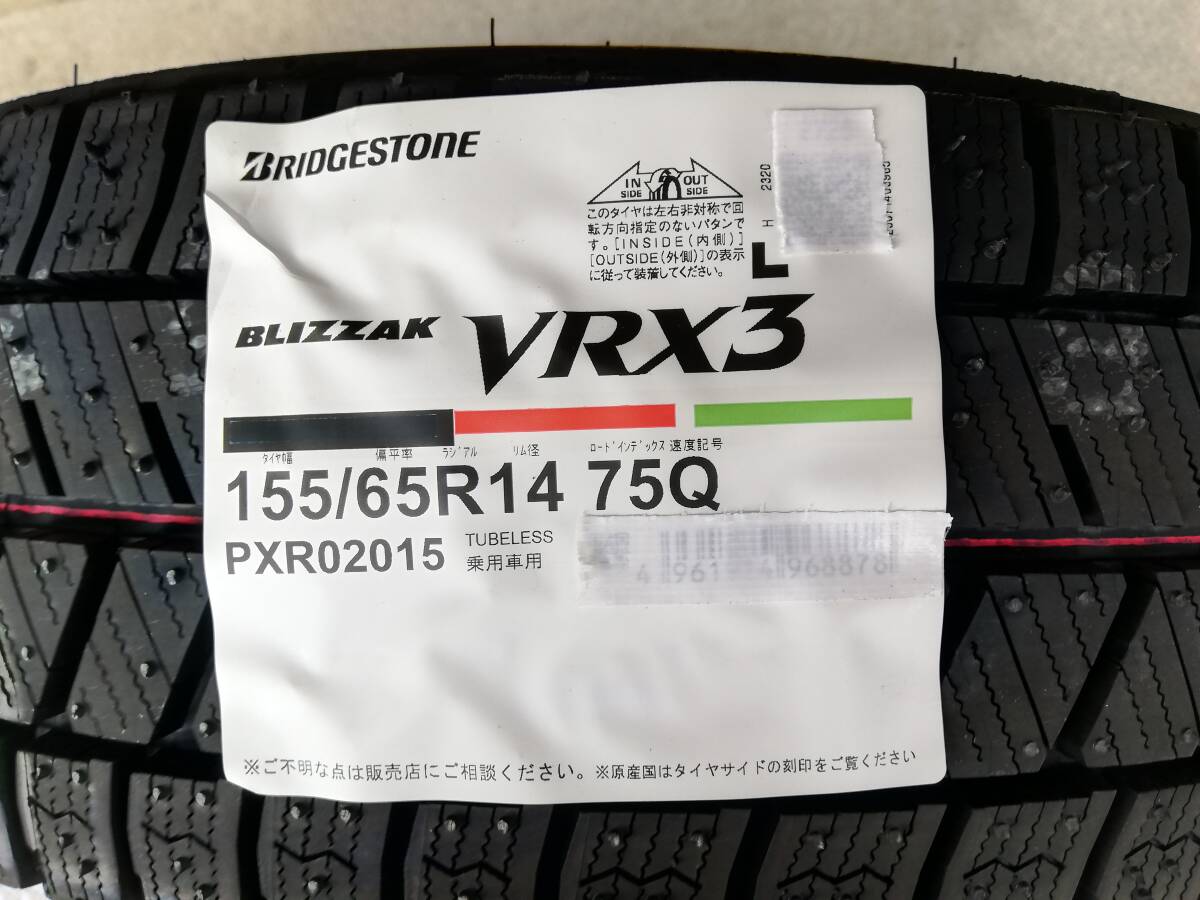 BRIDGESTONE
IN SIDE OUT SIDE
このタイヤは左右非対称で回
転方向指定のないパタンで
す。[INSIDE(内側)]
[OUTSIDE(外側)]の表示
に従って装着してください。
H 2320
L
BLIZZAK VRX3
タイヤ幅 偏平率 ラジアル リム径 ロードインデックス 速度記号
155/65R14 75Q
PXR02015 TUBELESS
乗用車用
4 961 4 968878
※ご不明な点は販売店にご相談ください。※原産国はタイヤサイドの刻印をご覧ください